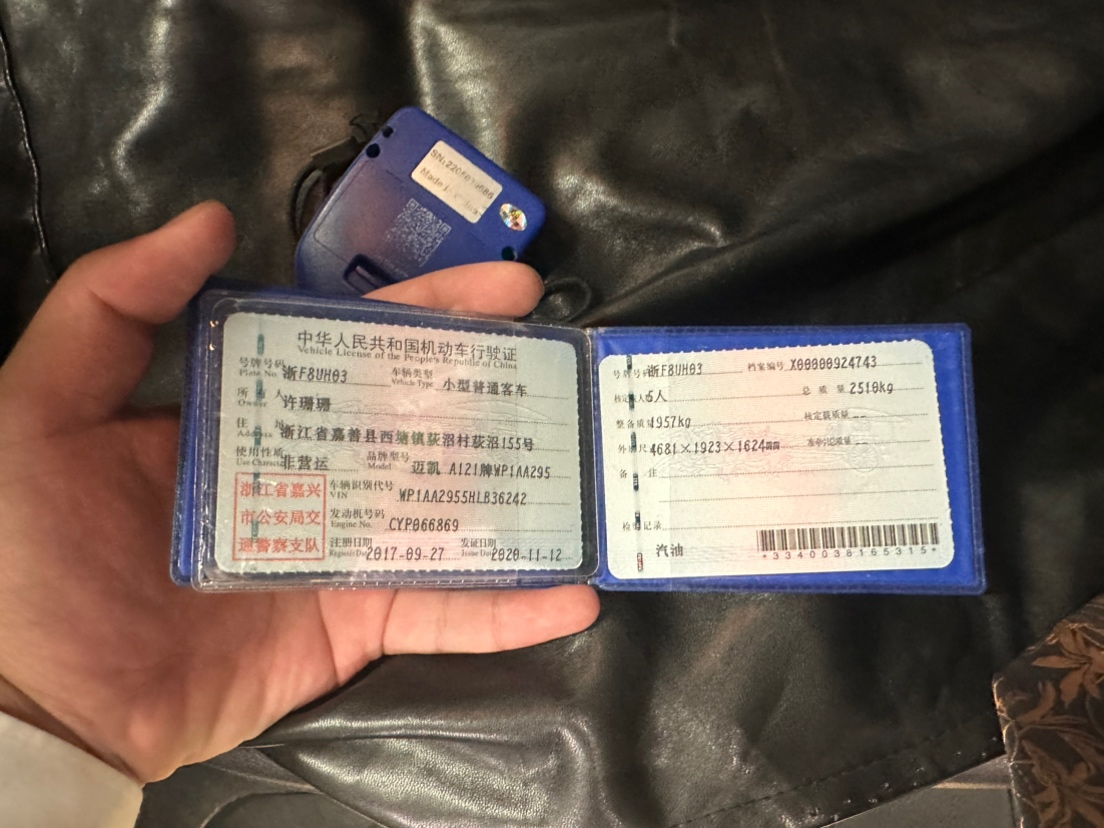 SN:2205079686
Model:
中华人民共和国机动车行驶证
Vehicle License of the People's Republic of China
号牌号码 Plate No. 浙F8UH03 车辆类型 Vehicle Type 小型普通客车
所有人 Owner 许珊珊
住址 Address 浙江省嘉善县西塘镇荻沼村荻沼155号
使用性质 Use Character 非营运 品牌型号 Model 迈凯 A121牌WP1AA295
浙江省嘉兴市公安局交通警察支队
车辆识别代号 VIN WP1AA2955HLB36242
发动机号码 Engine No. CYP066869
注册日期 Register Date 2017-09-27 发证日期 Issue Date 2020-11-12
号牌号码 浙F8UH03 档案编号 X00000924743
核定载人数 5人 总质量 2510kg
整备质量 1957kg 核定载质量 --
外廓尺寸 4681×1923×1624mm 准牵引总质量 --
备注
检验记录
汽油
*3340038165315*